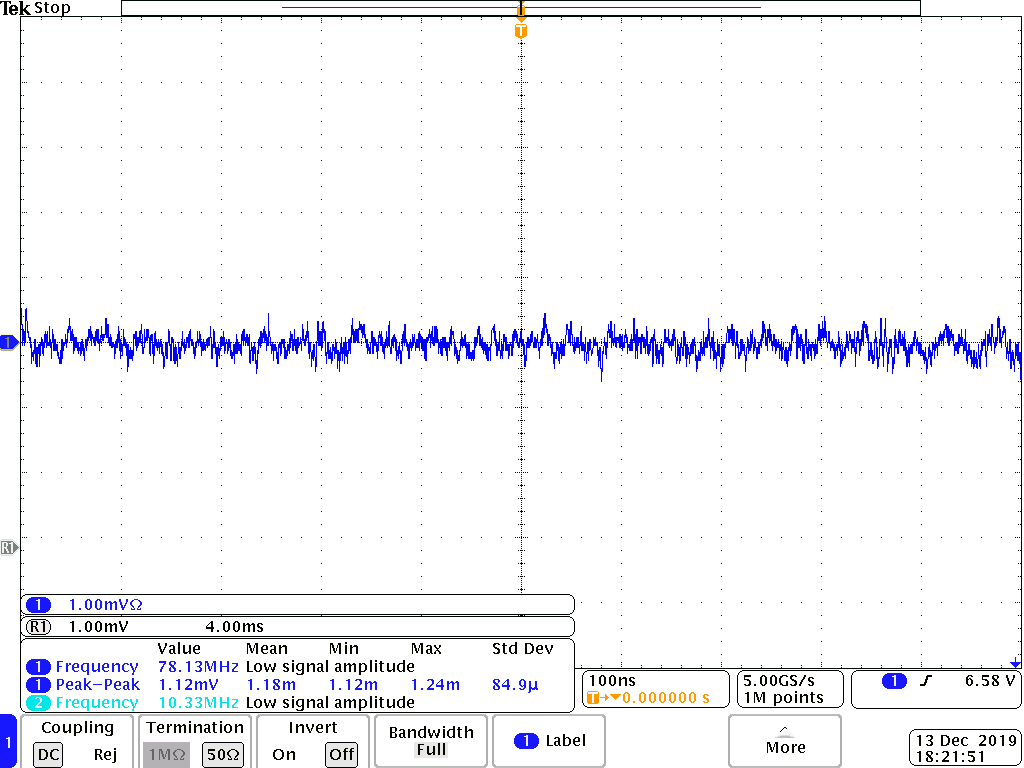 Tek Stop
T
1
R1
1 1.00mVΩ
R1 1.00mV 4.00ms
Value Mean Min Max Std Dev
1 Frequency 78.13MHz Low signal amplitude
1 Peak−Peak 1.12mV 1.18m 1.12m 1.24m 84.9µ
2 Frequency 10.33MHz Low signal amplitude
100ns
T→▼0.000000 s
5.00GS/s
1M points
1 6.58 V
1
Coupling
DC Rej
Termination
1MΩ 50Ω
Invert
On Off
Bandwidth
Full
1 Label
More
13 Dec 2019
18:21:51